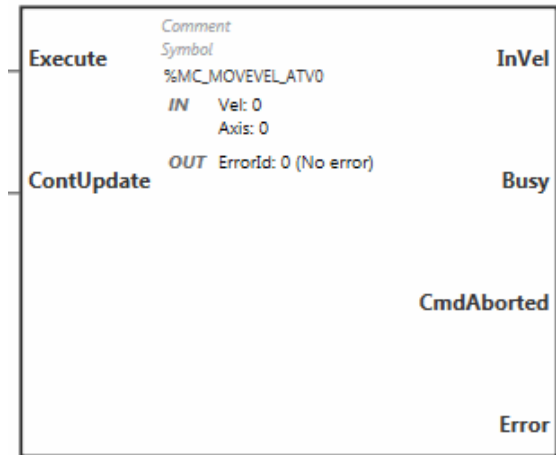 Comment
Execute Symbol InVel
%MC_MOVEVEL_ATV0
IN Vel: 0
Axis: 0
OUT ErrorId: 0 (No error)
ContUpdate Busy
CmdAborted
Error